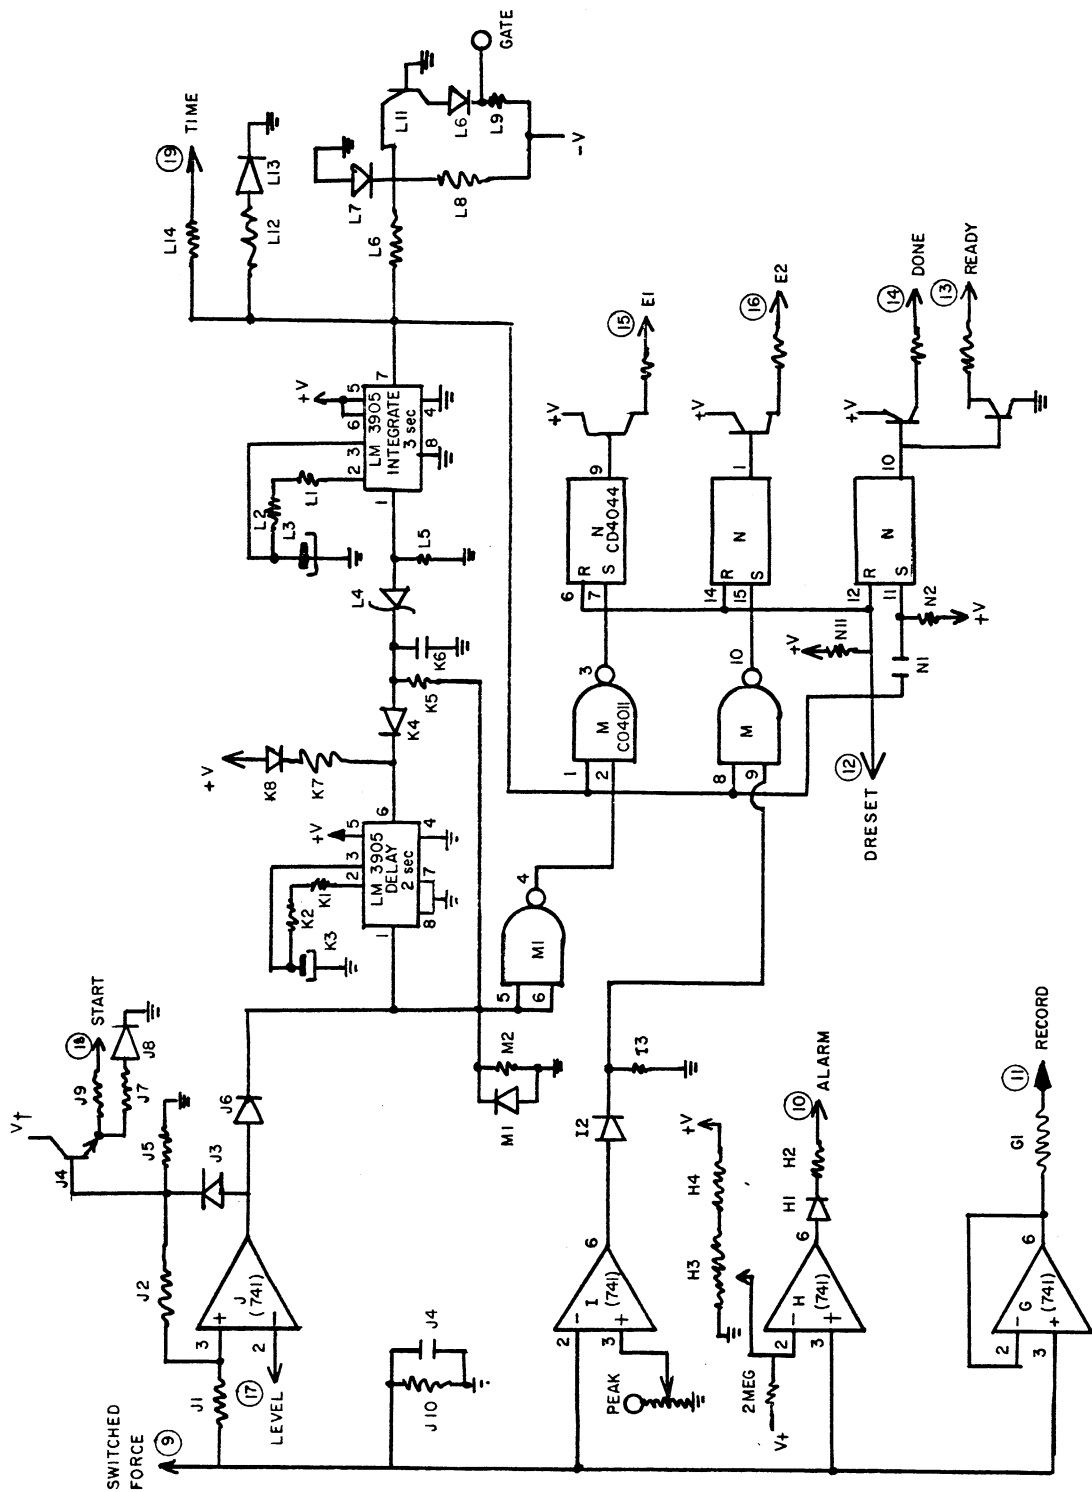 SWITCHED
FORCE
9
J1
J2
3
2
+
-
J
(741)
17
LEVEL
J3
J4
J5
V+
J9
18
START
J7
J8
J6
K3
K2
K1
1
2
3
5
+V
LM 3905
DELAY
2 sec
8
7
4
6
K7
K8
+V
K4
K5
K6
L4
L5
L3
L2
L1
1
2
3
6
5
+V
LM 3905
INTEGRATE
3 sec
8
4
7
L14
19
TIME
L12
L13
L6
L7
L8
L11
L6
L9
GATE
-V
M1
M2
5
6
M1
4
1
2
M
CO4011
3
6
7
R
S
N
CD4044
9
+V
15
E1
8
9
M
10
14
15
R
S
N
1
+V
16
E2
12
DRESET
+V
N11
N1
12
11
R
S
N2
+V
N
10
+V
14
DONE
13
READY
J10
J4
PEAK
2
3
-
+
I
(741)
6
I2
I3
H3
H4
+V
2MEG
V+
2
3
-
+
H
(741)
6
H1
H2
10
ALARM
2
3
-
+
G
(741)
6
G1
11
RECORD